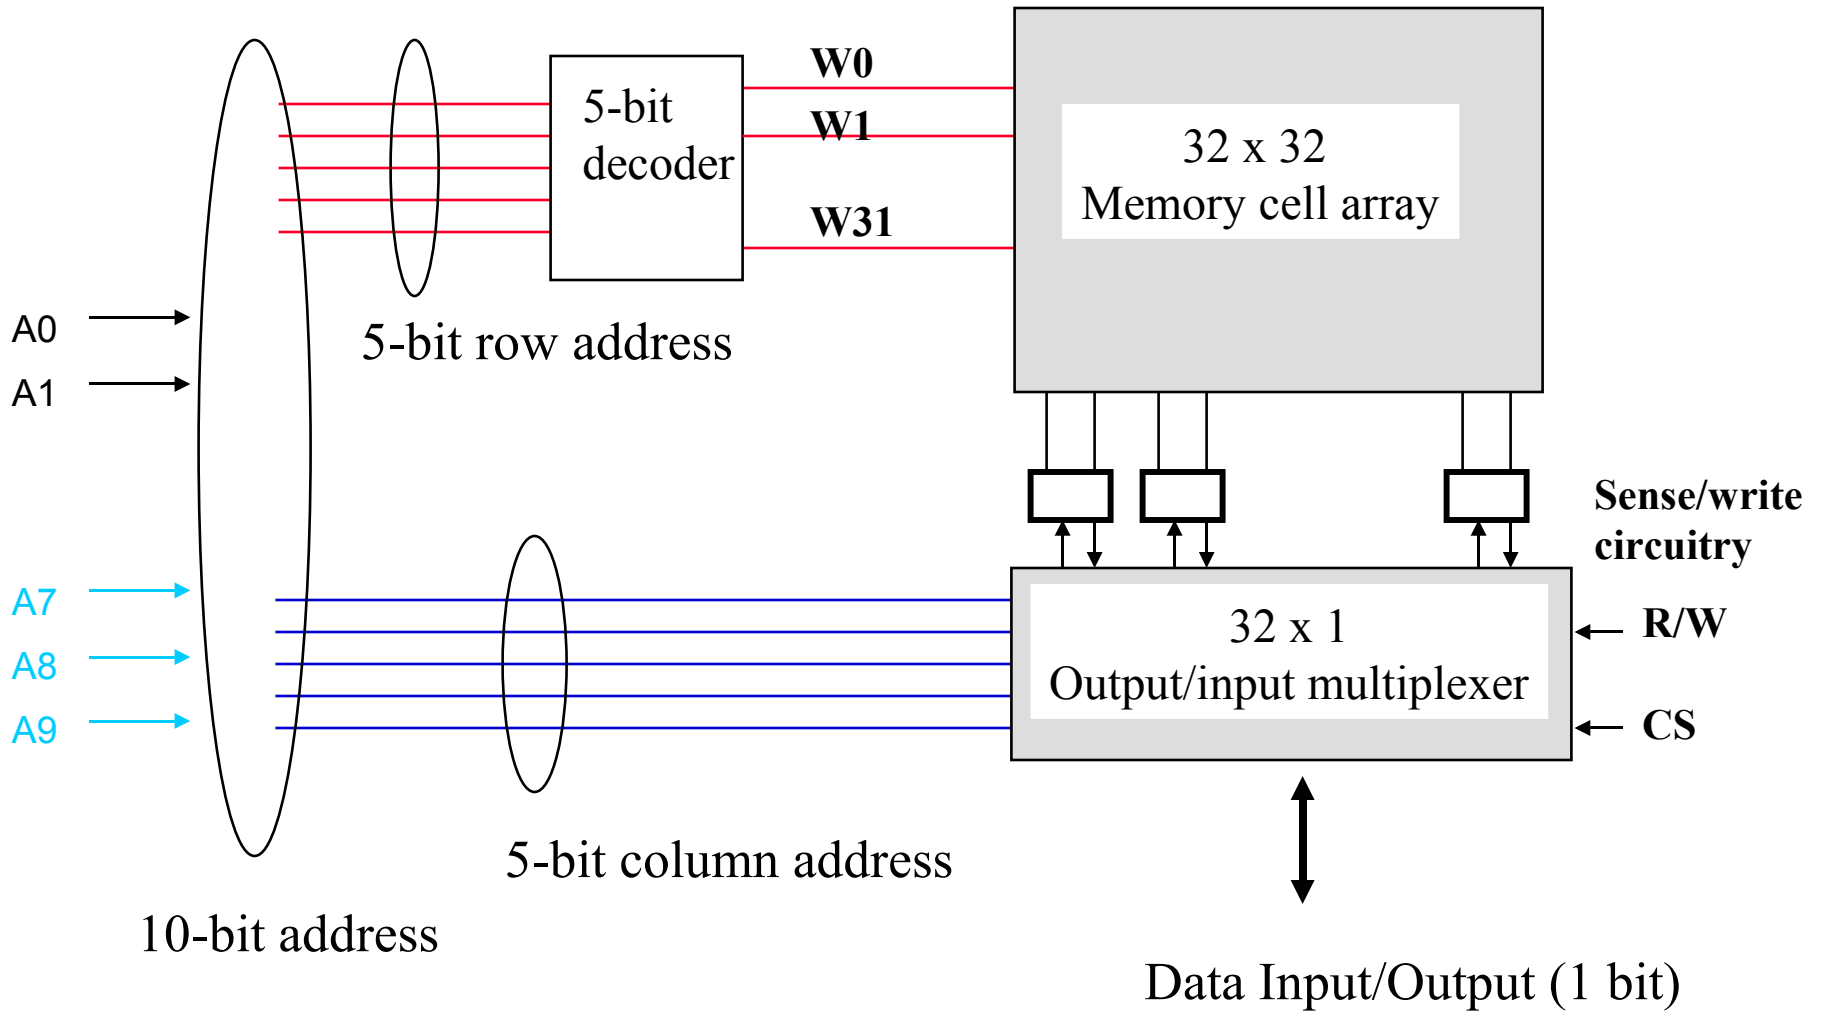 W0
5-bit
decoder
W1
32 x 32
Memory cell array
W31
A0
5-bit row address
A1
Sense/write
circuitry
A7
32 x 1
R/W
A8
Output/input multiplexer
A9
CS
5-bit column address
10-bit address
Data Input/Output (1 bit)